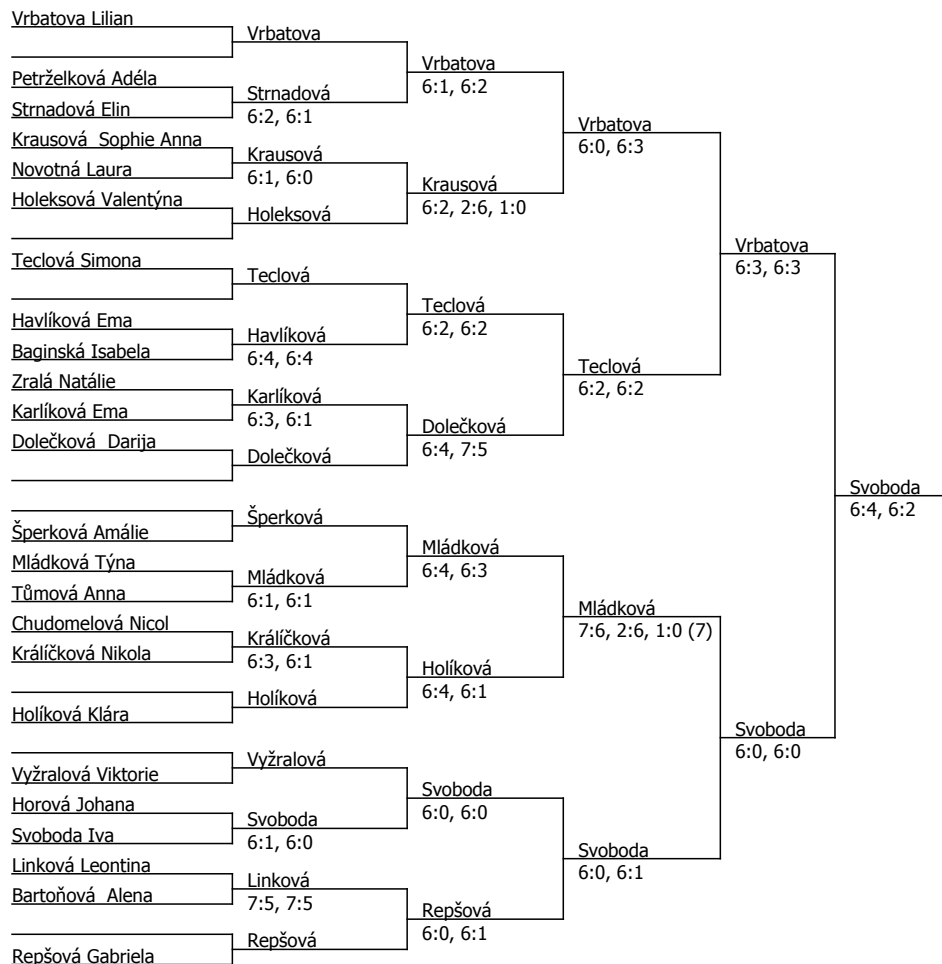 Vrbatova Lilian
Petrželková Adéla
Strnadová Elin
Krausová  Sophie Anna
Novotná Laura
Holeksová Valentýna
Teclová Simona
Havlíková Ema
Baginská Isabela
Zralá Natálie
Karlíková Ema
Dolečková  Darija
Šperková Amálie
Mládková Týna
Tůmová Anna
Chudomelová Nicol
Králíčková Nikola
Holíková Klára
Vyžralová Viktorie
Horová Johana
Svoboda Iva
Linková Leontina
Bartoňová  Alena
Repšová Gabriela
Vrbatova
Strnadová
6:2, 6:1
Krausová
6:1, 6:0
Holeksová
Teclová
Havlíková
6:4, 6:4
Karlíková
6:3, 6:1
Dolečková
Šperková
Mládková
6:1, 6:1
Králíčková
6:3, 6:1
Holíková
Vyžralová
Svoboda
6:1, 6:0
Linková
7:5, 7:5
Repšová
Vrbatova
6:1, 6:2
Krausová
6:2, 2:6, 1:0
Teclová
6:2, 6:2
Dolečková
6:4, 7:5
Mládková
6:4, 6:3
Holíková
6:4, 6:1
Svoboda
6:0, 6:0
Repšová
6:0, 6:1
Vrbatova
6:0, 6:3
Teclová
6:2, 6:2
Mládková
7:6, 2:6, 1:0 (7)
Svoboda
6:0, 6:1
Vrbatova
6:3, 6:3
Svoboda
6:0, 6:0
Svoboda
6:4, 6:2